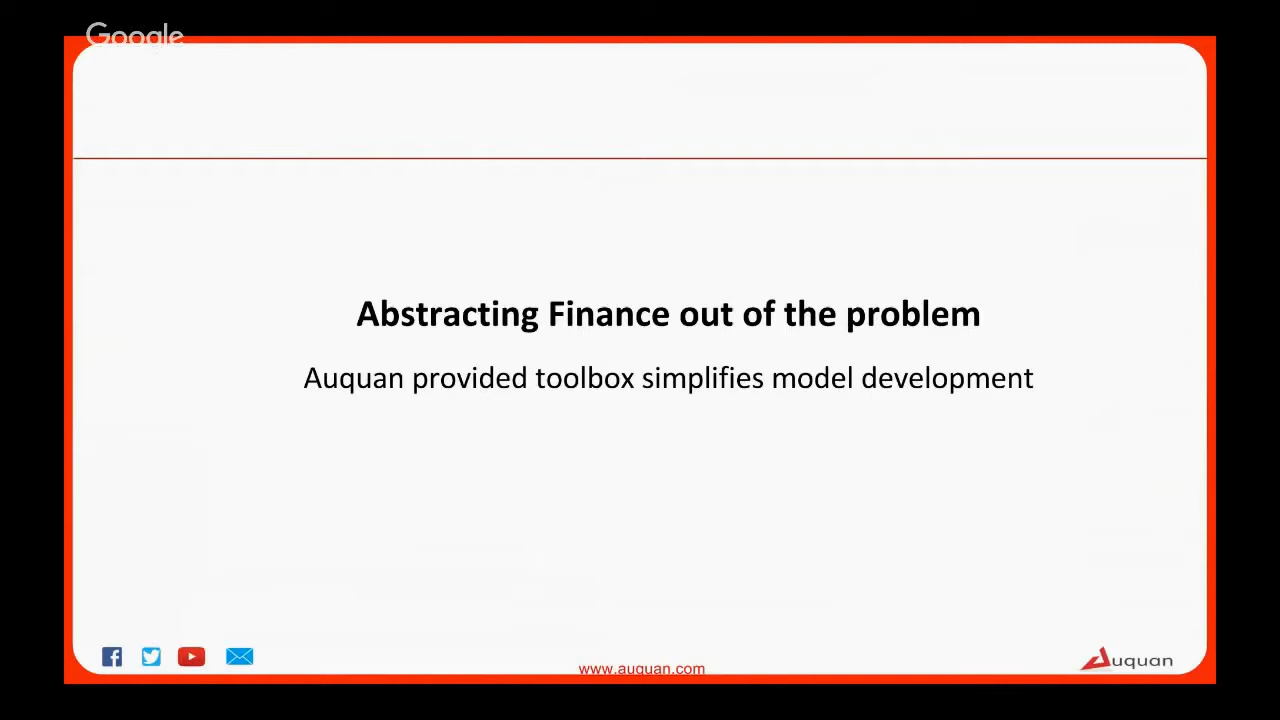 Google
Abstracting Finance out of the problem
Auquan provided toolbox simplifies model development
www.auquan.com
Auquan